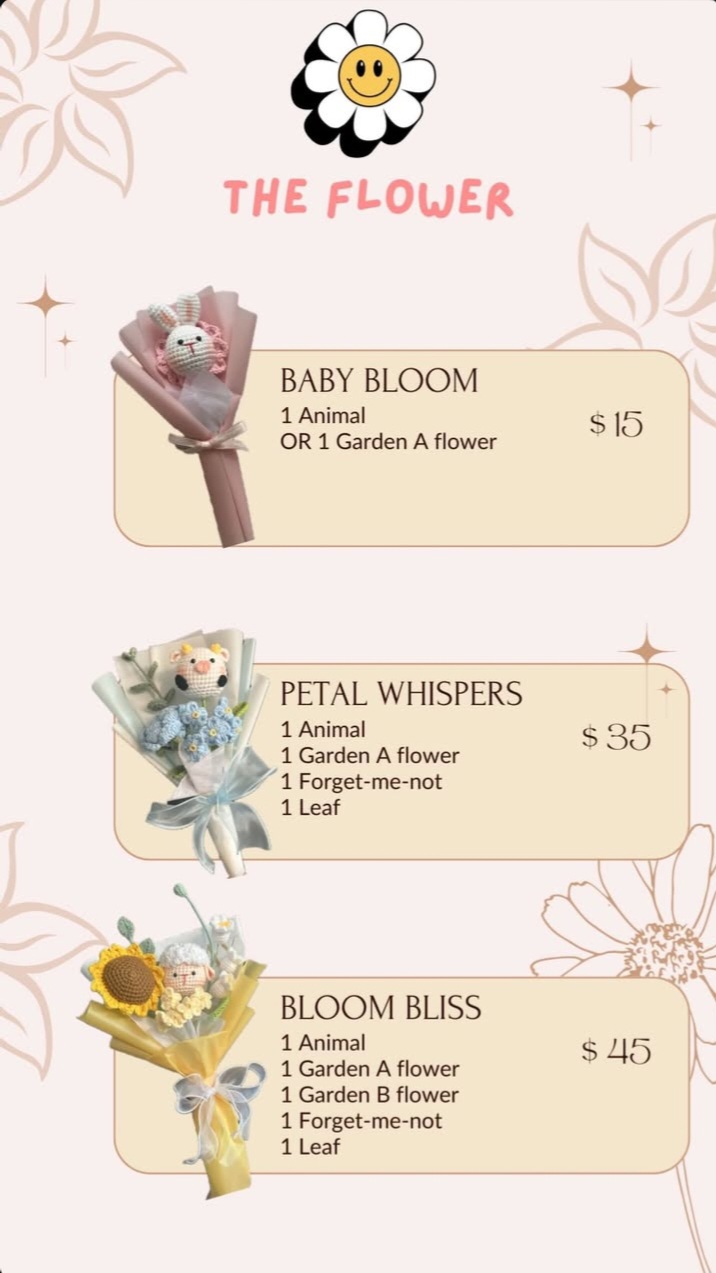 THE FLOWER
BABY BLOOM
1 Animal
OR 1 Garden A flower
$ 15
PETAL WHISPERS
1 Animal
1 Garden A flower
1 Forget-me-not
1 Leaf
$ 35
BLOOM BLISS
1 Animal
1 Garden A flower
1 Garden B flower
1 Forget-me-not
1 Leaf
$ 45